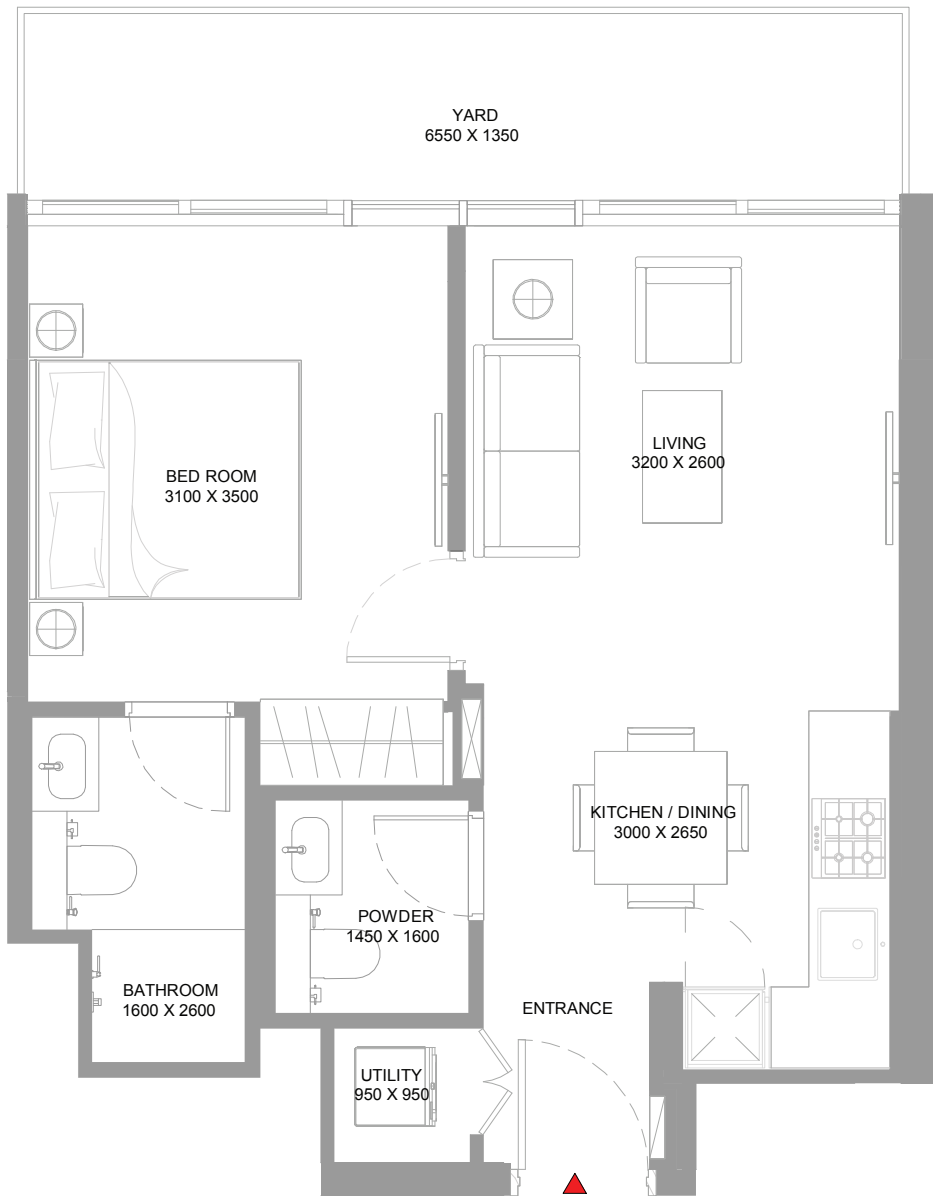 YARD
6550 X 1350
LIVING
3200 X 2600
BED ROOM
3100 X 3500
KITCHEN / DINING
3000 X 2650
POWDER
1450 X 1600
BATHROOM
1600 X 2600
ENTRANCE
UTILITY
950 X 950